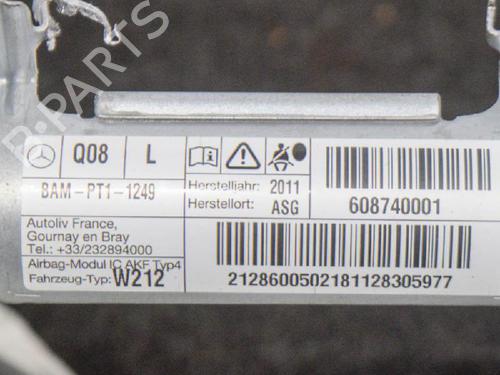 B-PARTS
Q08 L
BAM-PT1-1249
Autoliv France,
Gournay en Bray
Tel.: +33/232894000
Airbag-Modul IC AKF Typ4
Fahrzeug-Typ: W212
Herstelljahr: 2011
Herstellort: ASG
608740001
2128600502181128305977